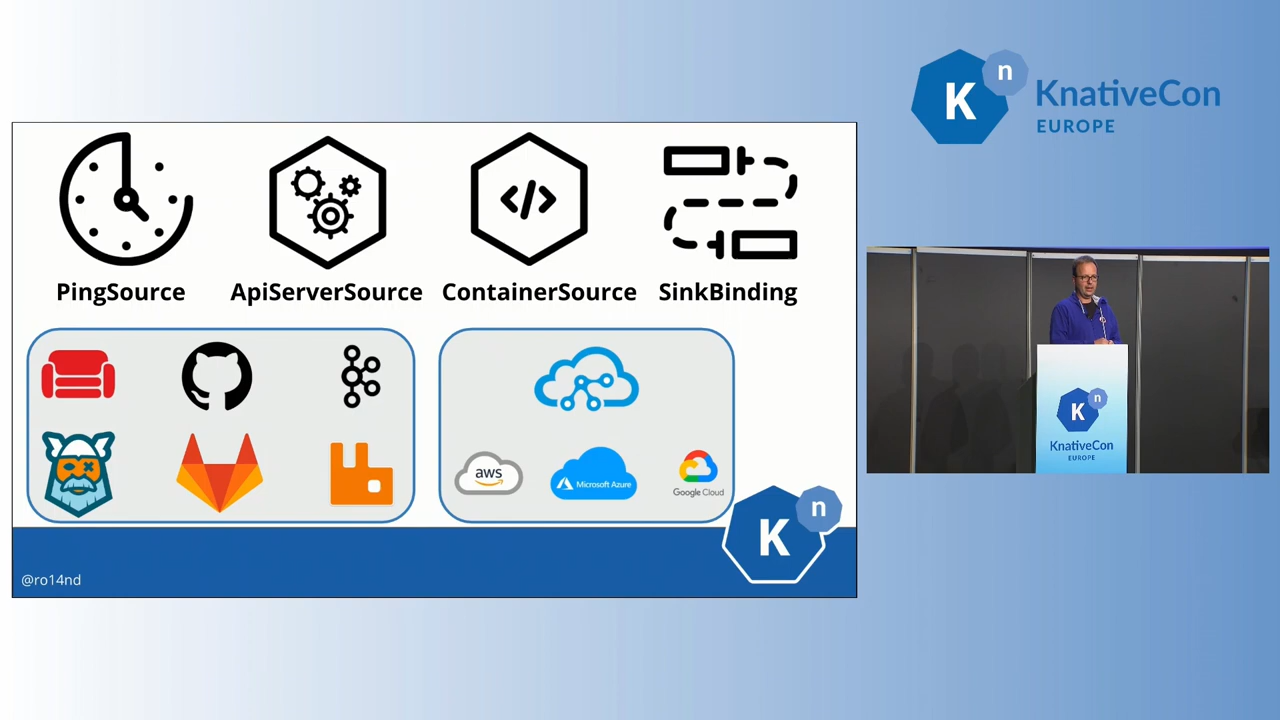 K n KnativeCon
EUROPE
PingSource ApiServerSource ContainerSource SinkBinding
aws
Microsoft Azure
Google Cloud
K n
@ro14nd
K n
KnativeCon
EUROPE